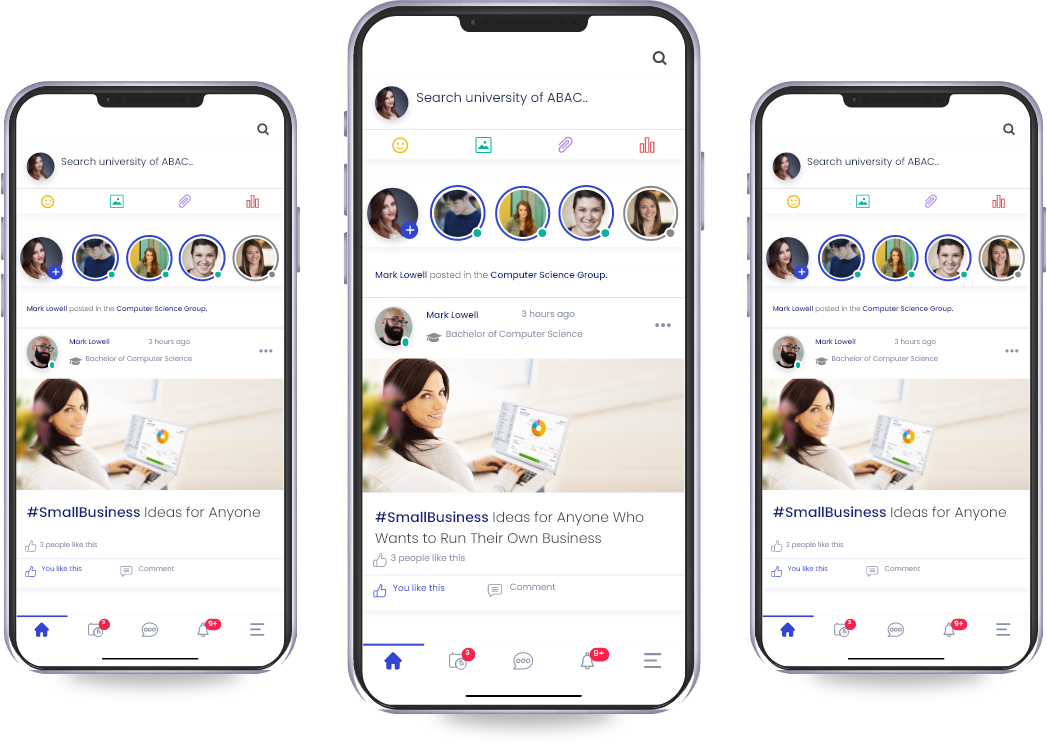 Search university of ABAC..
Mark Lowell posted in the Computer Science Group.
Mark Lowell 3 hours ago
Bachelor of Computer Science
#SmallBusiness Ideas for Anyone
3 people like this
You like this Comment
3 9+
Search university of ABAC..
Mark Lowell posted in the Computer Science Group.
Mark Lowell 3 hours ago
Bachelor of Computer Science
#SmallBusiness Ideas for Anyone Who
Wants to Run Their Own Business
3 people like this
You like this Comment
3 9+
Search university of ABAC..
Mark Lowell posted in the Computer Science Group.
Mark Lowell 3 hours ago
Bachelor of Computer Science
#SmallBusiness Ideas for Anyone
3 people like this
You like this Comment
3 9+